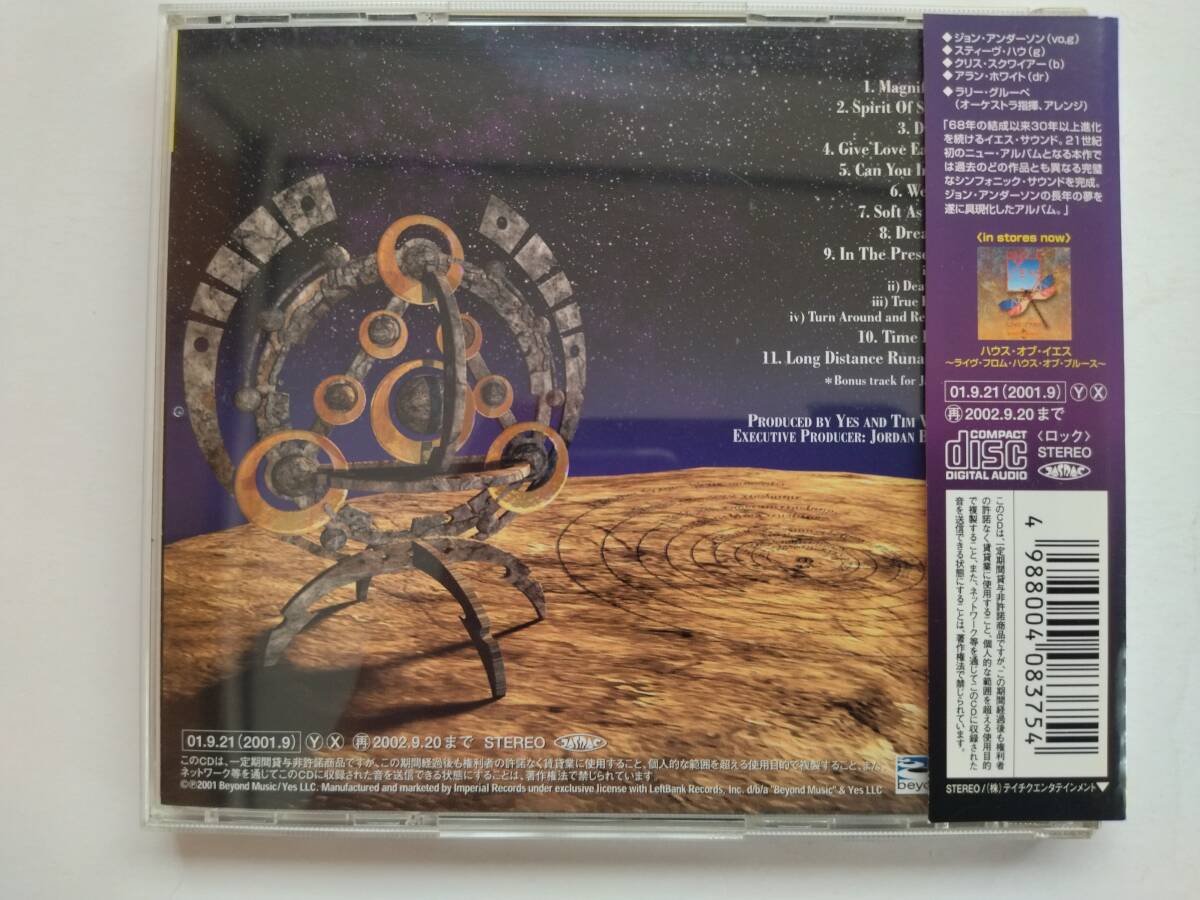 1. Magnif
2. Spirit Of S
3. D
4. Give Love Ea
5. Can You I
6. We
7. Soft As
8. Drea
9. In The Prese
ii) Dea
iii) True
iv) Turn Around and Re
10. Time
11. Long Distance Runa
*Bonus track for J
PRODUCED BY YES AND TIM
EXECUTIVE PRODUCER: JORDAN
01.9.21(2001.9) Y X 再2002.9.20まで STEREO
このCDは、一定期間貸与非許諾商品ですが、この期間経過後も権利者の許諾なく賃貸業に使用すること、個人的な範囲を超える使用目的で複製すること、また、
ネットワーク等を通じてこのCDに収録された音を送信できる状態にすることは、著作権法で禁じられています。
©℗2001 Beyond Music/Yes LLC. Manufactured and marketed by Imperial Records under exclusive license with LeftBank Records, Inc. d/b/a "Beyond Music" & Yes LLC
beyo
◆ジョン・アンダーソン(vo,g)
◆スティーヴ・ハウ(g)
◆クリス・スクワイアー(b)
◆アラン・ホワイト(dr)
◆ラリー・グルーペ
(オーケストラ指揮、アレンジ)
「68年の結成以来30年以上進化
を続けるイエス・サウンド。21世紀
初のニュー・アルバムとなる本作で
は過去のどの作品とも異なる完璧
なシンフォニック・サウンドを完成。
ジョン・アンダーソンの長年の夢を
遂に具現化したアルバム。」
〈in stores now〉
ハウス・オブ・イエス
〜ライヴ・フロム・ハウス・オブ・ブルース〜
01.9.21(2001.9) Y X
再2002.9.20まで
COMPACT disc DIGITAL AUDIO
〈ロック〉
STEREO
このCDは、一定期間貸与非許諾商品ですが、この期間経過後も権利者
の許諾なく賃貸業に使用すること、個人的な範囲を超える使用目的
で複製すること、また、ネットワーク等を通じてこのCDに収録された
音を送信できる状態にすることは、著作権法で禁じられています。
4 988004 083754
STEREO/(株)テイチクエンタテインメント▼